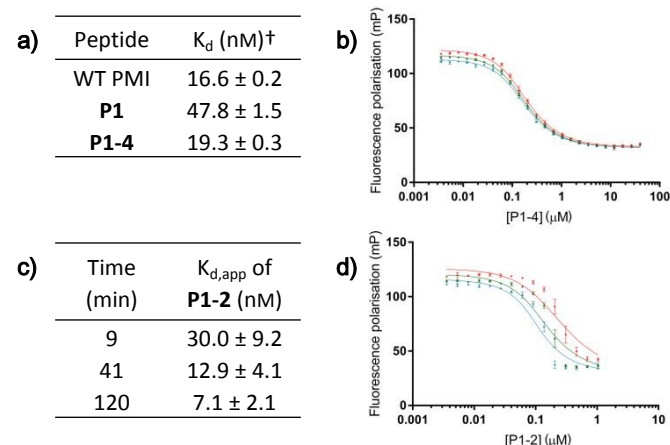 a)
Peptide K_d (nM)†
WT PMI 16.6 ± 0.2
P1 47.8 ± 1.5
P1-4 19.3 ± 0.3
b)
Fluorescence polarisation (mP)
150
100
50
0
0.001 0.01 0.1 1 10 100
[P1-4] (μM)
c)
Time K_d,app of
(min) P1-2 (nM)
9 30.0 ± 9.2
41 12.9 ± 4.1
120 7.1 ± 2.1
d)
Fluorescence polarisation (mP)
150
100
50
0
0.001 0.01 0.1 1 10
[P1-2] (μM)